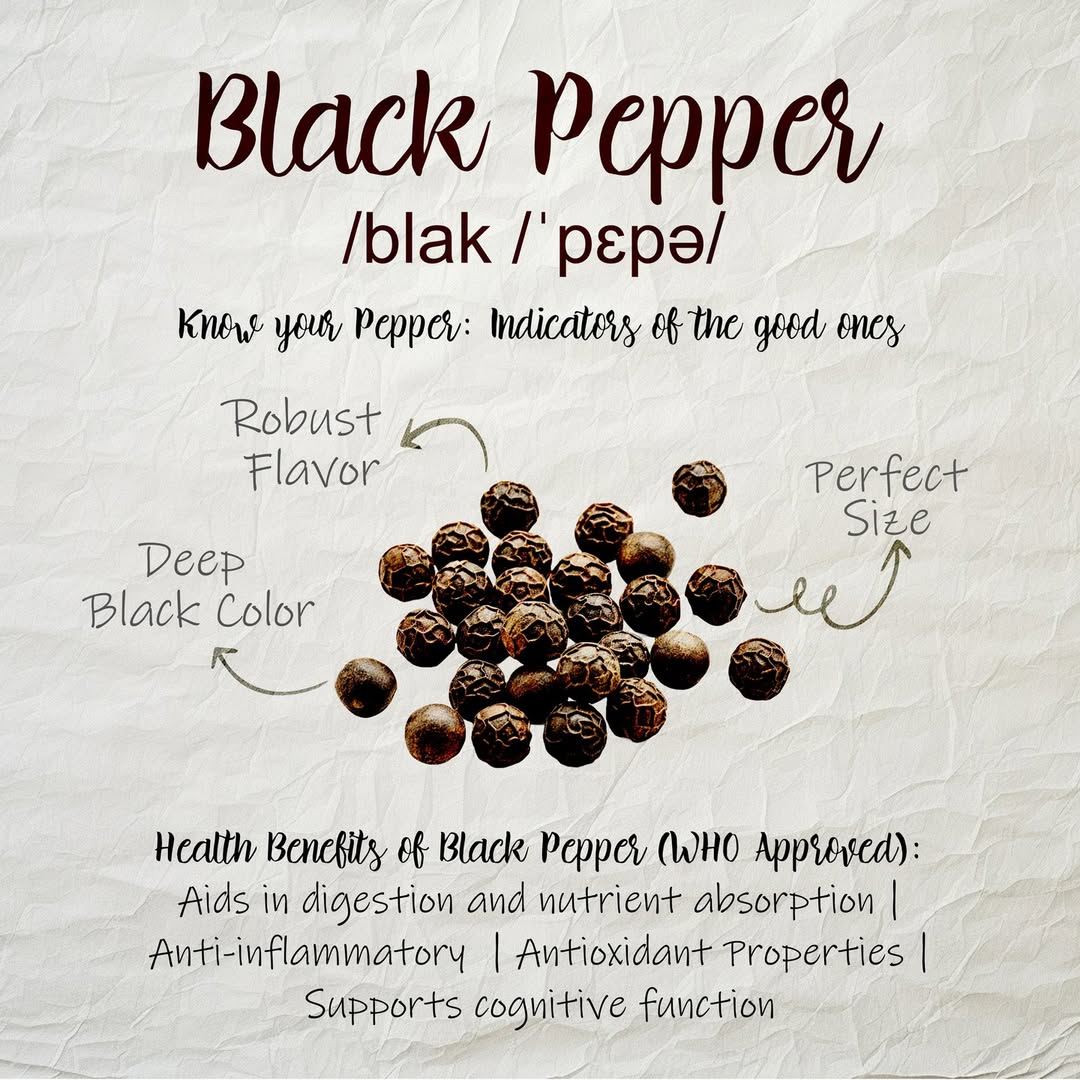 Black Pepper
/blak /ˈpɛpə/
Know your Pepper: Indicators of the good ones
Robust
Flavor
Perfect
Size
Deep
Black Color
Health Benefits of Black Pepper (WHO Approved):
Aids in digestion and nutrient absorption |
Anti-inflammatory | Antioxidant Properties |
Supports cognitive function